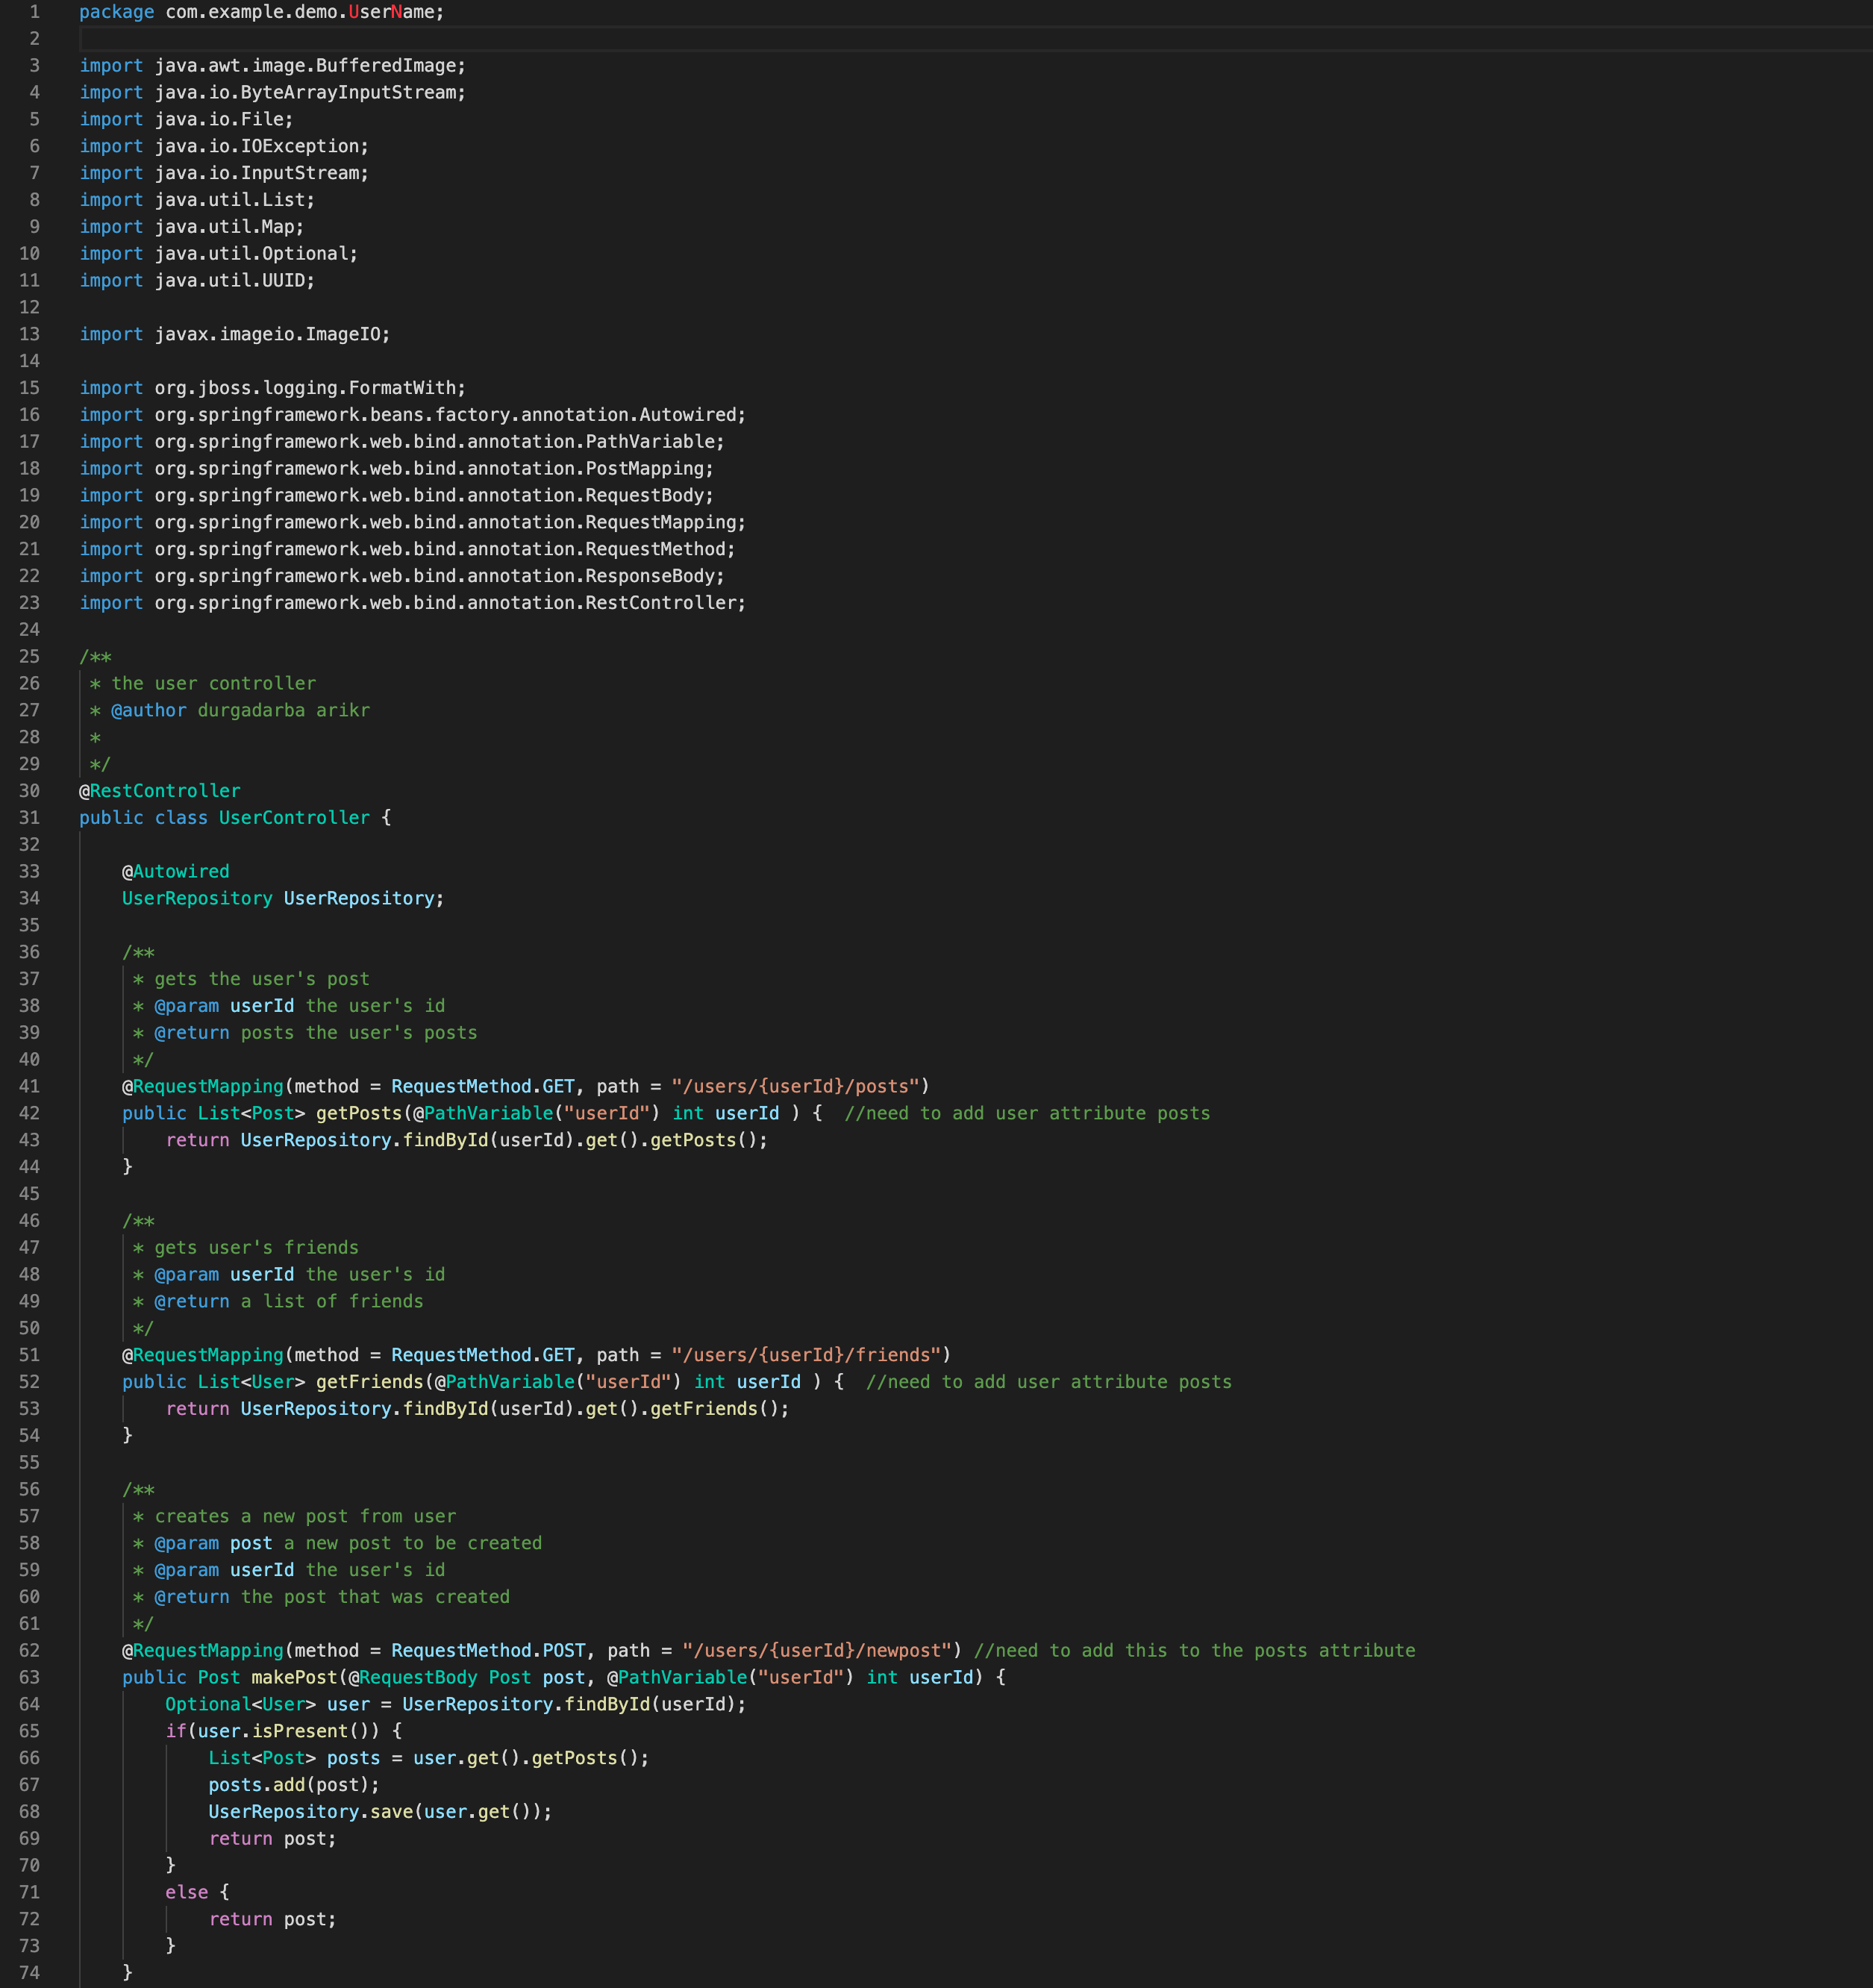 1 package com.example.demo.UserName;
2
3 import java.awt.image.BufferedImage;
4 import java.io.ByteArrayInputStream;
5 import java.io.File;
6 import java.io.IOException;
7 import java.io.InputStream;
8 import java.util.List;
9 import java.util.Map;
10 import java.util.Optional;
11 import java.util.UUID;
12
13 import javax.imageio.ImageIO;
14
15 import org.jboss.logging.FormatWith;
16 import org.springframework.beans.factory.annotation.Autowired;
17 import org.springframework.web.bind.annotation.PathVariable;
18 import org.springframework.web.bind.annotation.PostMapping;
19 import org.springframework.web.bind.annotation.RequestBody;
20 import org.springframework.web.bind.annotation.RequestMapping;
21 import org.springframework.web.bind.annotation.RequestMethod;
22 import org.springframework.web.bind.annotation.ResponseBody;
23 import org.springframework.web.bind.annotation.RestController;
24
25 /**
26  * the user controller
27  * @author durgadarba arikr
28  *
29  */
30 @RestController
31 public class UserController {
32
33     @Autowired
34     UserRepository UserRepository;
35
36     /**
37      * gets the user's post
38      * @param userId the user's id
39      * @return posts the user's posts
40      */
41     @RequestMapping(method = RequestMethod.GET, path = "/users/{userId}/posts")
42     public List<Post> getPosts(@PathVariable("userId") int userId ) {  //need to add user attribute posts
43         return UserRepository.findById(userId).get().getPosts();
44     }
45
46     /**
47      * gets user's friends
48      * @param userId the user's id
49      * @return a list of friends
50      */
51     @RequestMapping(method = RequestMethod.GET, path = "/users/{userId}/friends")
52     public List<User> getFriends(@PathVariable("userId") int userId ) {  //need to add user attribute posts
53         return UserRepository.findById(userId).get().getFriends();
54     }
55
56     /**
57      * creates a new post from user
58      * @param post a new post to be created
59      * @param userId the user's id
60      * @return the post that was created
61      */
62     @RequestMapping(method = RequestMethod.POST, path = "/users/{userId}/newpost") //need to add this to the posts attribute
63     public Post makePost(@RequestBody Post post, @PathVariable("userId") int userId) {
64         Optional<User> user = UserRepository.findById(userId);
65         if(user.isPresent()) {
66             List<Post> posts = user.get().getPosts();
67             posts.add(post);
68             UserRepository.save(user.get());
69             return post;
70         }
71         else {
72             return post;
73         }
74     }